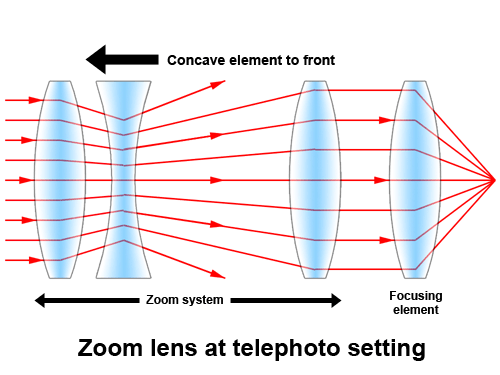 Concave element to front
Zoom system
Focusing
element
Zoom lens at telephoto setting